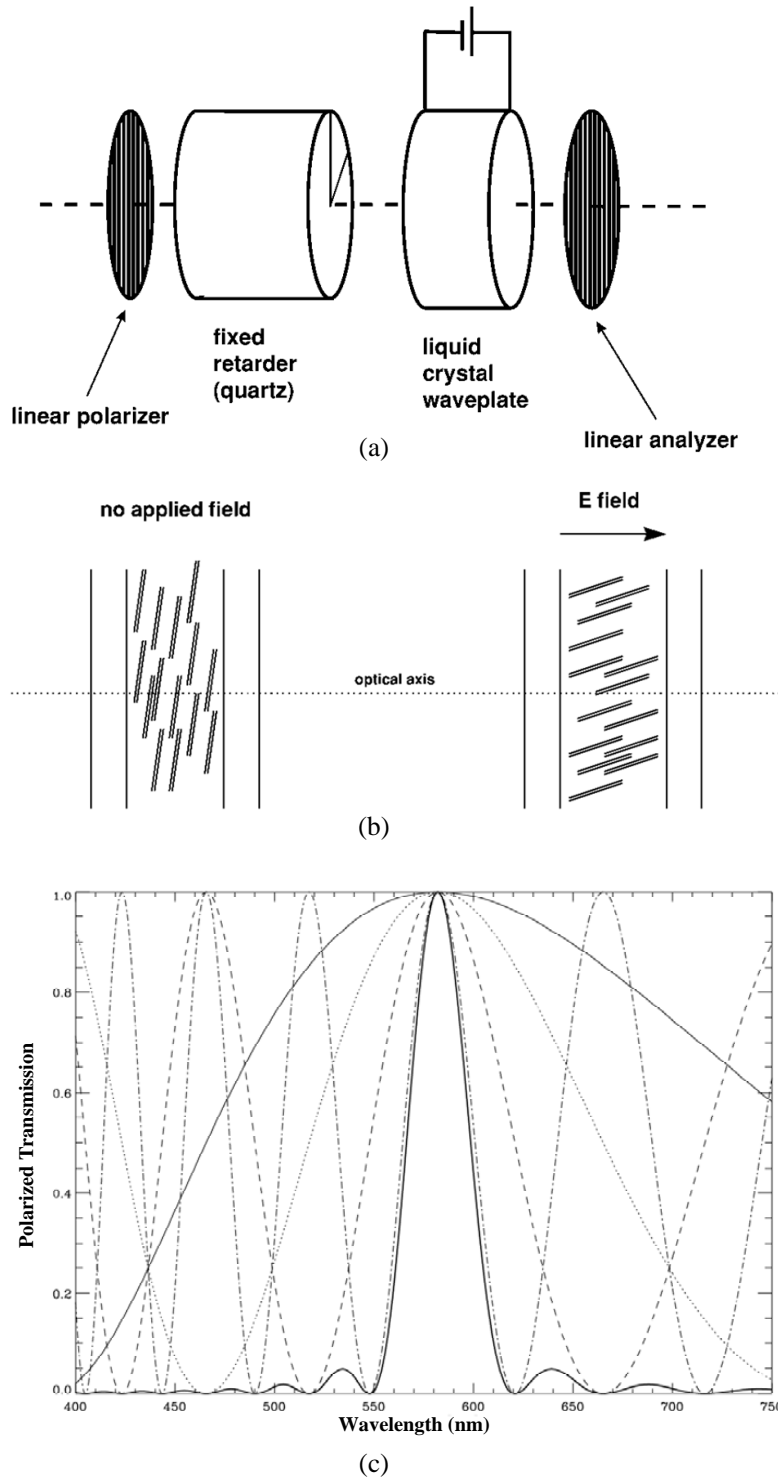 fixed
retarder
(quartz)
liquid
crystal
waveplate
linear polarizer
linear analyzer
(a)
no applied field
E field
optical axis
(b)
Polarized Transmission
1.0
0.8
0.6
0.4
0.2
0.0
400
450
500
550
600
650
700
750
Wavelength (nm)
(c)